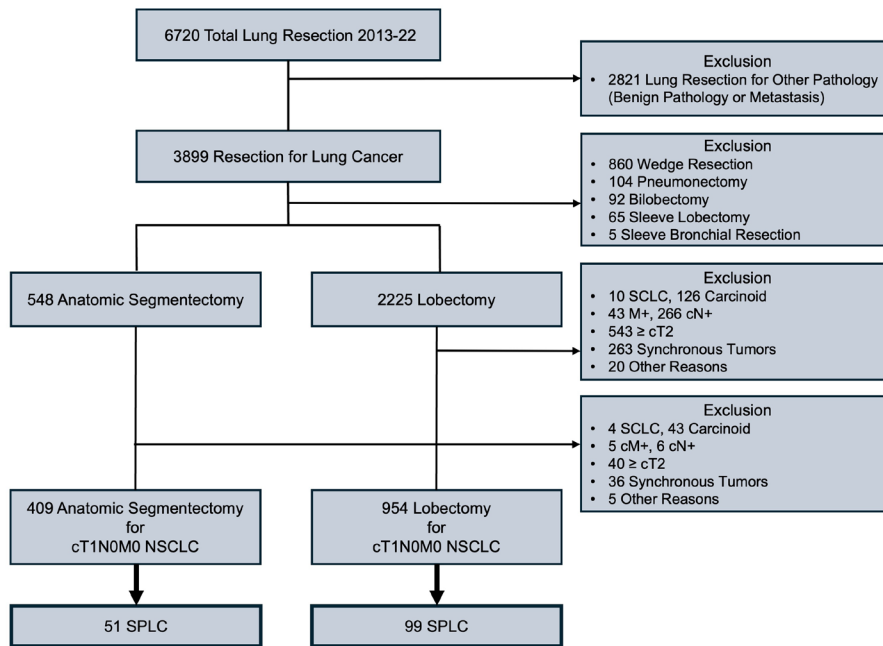 6720 Total Lung Resection 2013-22
Exclusion
• 2821 Lung Resection for Other Pathology
(Benign Pathology or Metastasis)
3899 Resection for Lung Cancer
Exclusion
• 860 Wedge Resection
• 104 Pneumonectomy
• 92 Bilobectomy
• 65 Sleeve Lobectomy
• 5 Sleeve Bronchial Resection
548 Anatomic Segmentectomy
2225 Lobectomy
Exclusion
• 10 SCLC, 126 Carcinoid
• 43 M+, 266 cN+
• 543 ≥ cT2
• 263 Synchronous Tumors
• 20 Other Reasons
Exclusion
• 4 SCLC, 43 Carcinoid
• 5 cM+, 6 cN+
• 40 ≥ cT2
• 36 Synchronous Tumors
• 5 Other Reasons
409 Anatomic Segmentectomy
for
cT1N0M0 NSCLC
954 Lobectomy
for
cT1N0M0 NSCLC
51 SPLC
99 SPLC